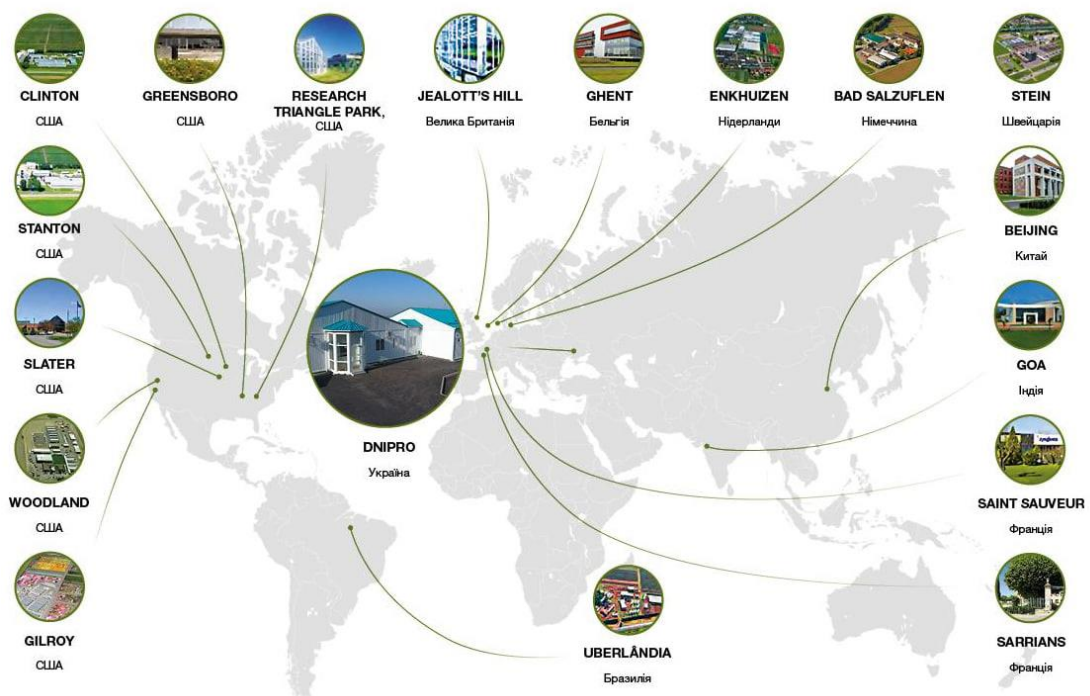 CLINTON
США
GREENSBORO
США
RESEARCH
TRIANGLE PARK,
США
JEALOTT'S HILL
Велика Британія
GHENT
Бельгія
ENKHUIZEN
Нідерланди
BAD SALZUFLEN
Німеччина
STEIN
Швейцарія
STANTON
США
BEIJING
Китай
SLATER
США
GOA
Індія
DNIPRO
Україна
WOODLAND
США
syngenta
SAINT SAUVEUR
Франція
GILROY
США
UBERLÂNDIA
Бразилія
SARRIANS
Франція